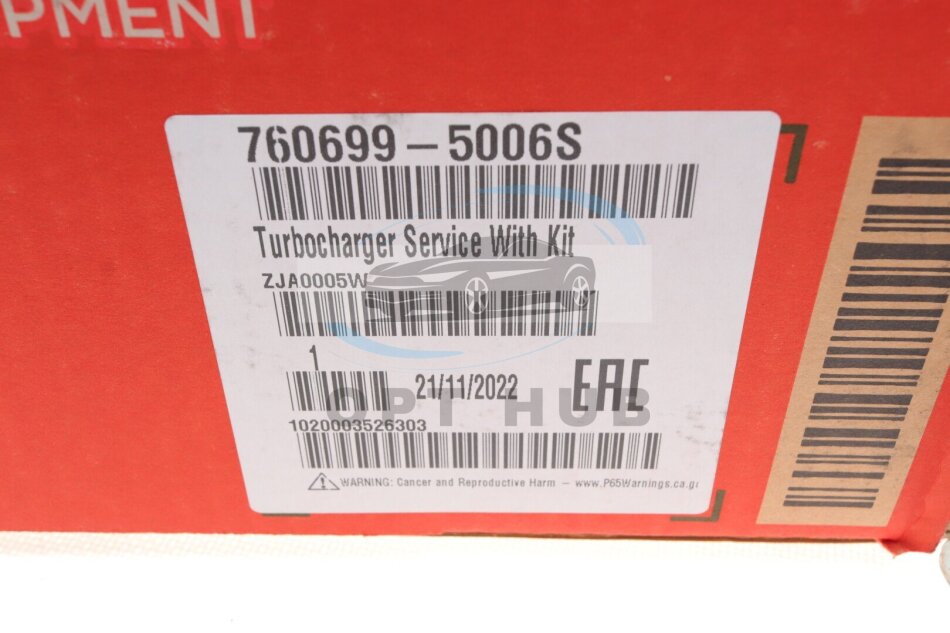 PMENT
760699-5006S
Turbocharger Service With Kit
ZJA0005W
1
21/11/2022
EAC
OPT HUB
1020003526303
WARNING: Cancer and Reproductive Harm - www.P65Warnings.ca.g